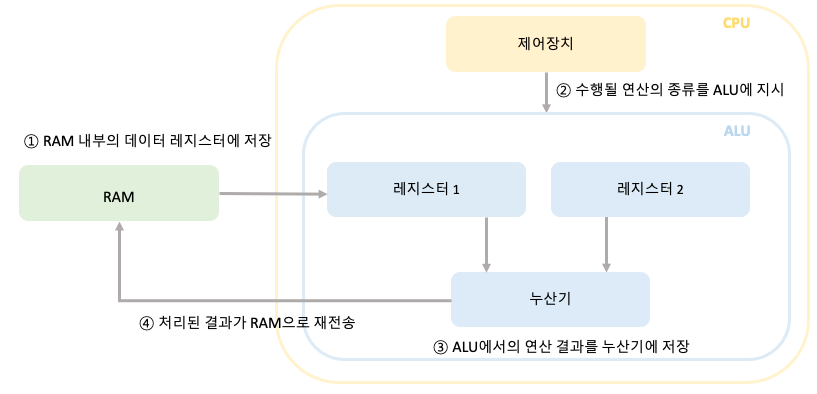 CPU
제어장치
② 수행될 연산의 종류를 ALU에 지시
ALU
① RAM 내부의 데이터 레지스터에 저장
RAM
레지스터 1
레지스터 2
누산기
④ 처리된 결과가 RAM으로 재전송
③ ALU에서의 연산 결과를 누산기에 저장